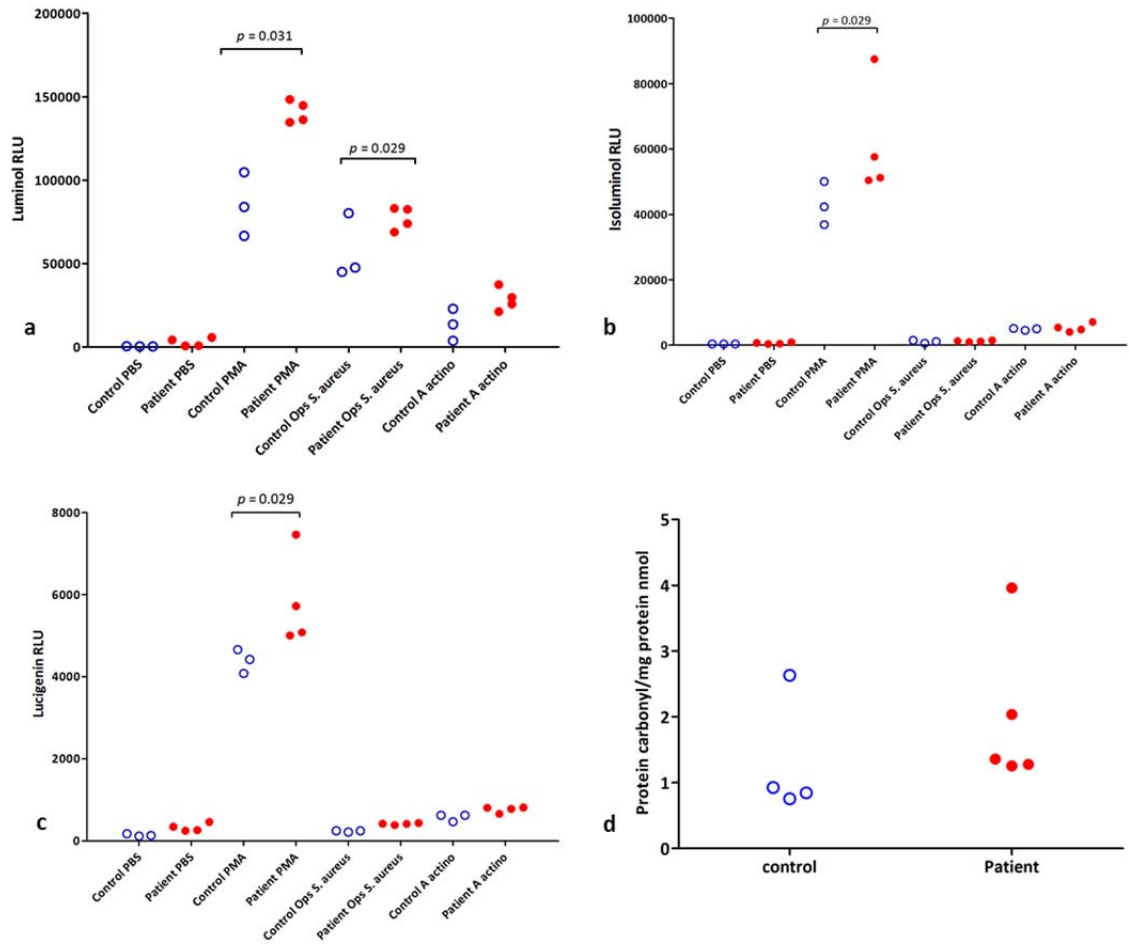 200000
150000
100000
50000
0
Luminol RLU
p = 0.031
p = 0.029
a
Control PBS
Patient PBS
Control PMA
Patient PMA
Control Ops S. aureus
Patient Ops S. aureus
Control A actino
Patient A actino
100000
80000
60000
40000
20000
0
Isoluminol RLU
p = 0.029
b
Control PBS
Patient PBS
Control PMA
Patient PMA
Control Ops S. aureus
Patient Ops S. aureus
Control A actino
Patient A actino
8000
6000
4000
2000
0
Lucigenin RLU
p = 0.029
c
Control PBS
Patient PBS
Control PMA
Patient PMA
Control Ops S. aureus
Patient Ops S. aureus
Control A actino
Patient A actino
5
4
3
2
1
0
Protein carbonyl/mg protein nmol
d
control
Patient